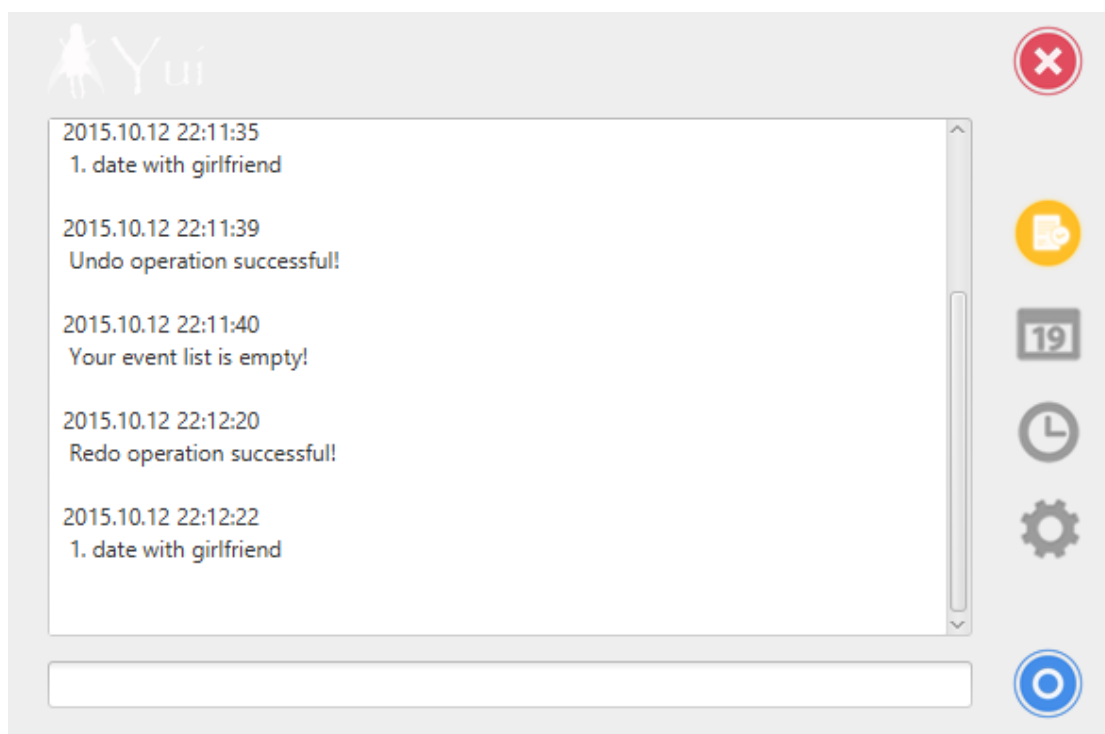 Yui
2015.10.12 22:11:35
1. date with girlfriend
2015.10.12 22:11:39
Undo operation successful!
2015.10.12 22:11:40
Your event list is empty!
2015.10.12 22:12:20
Redo operation successful!
2015.10.12 22:12:22
1. date with girlfriend
19